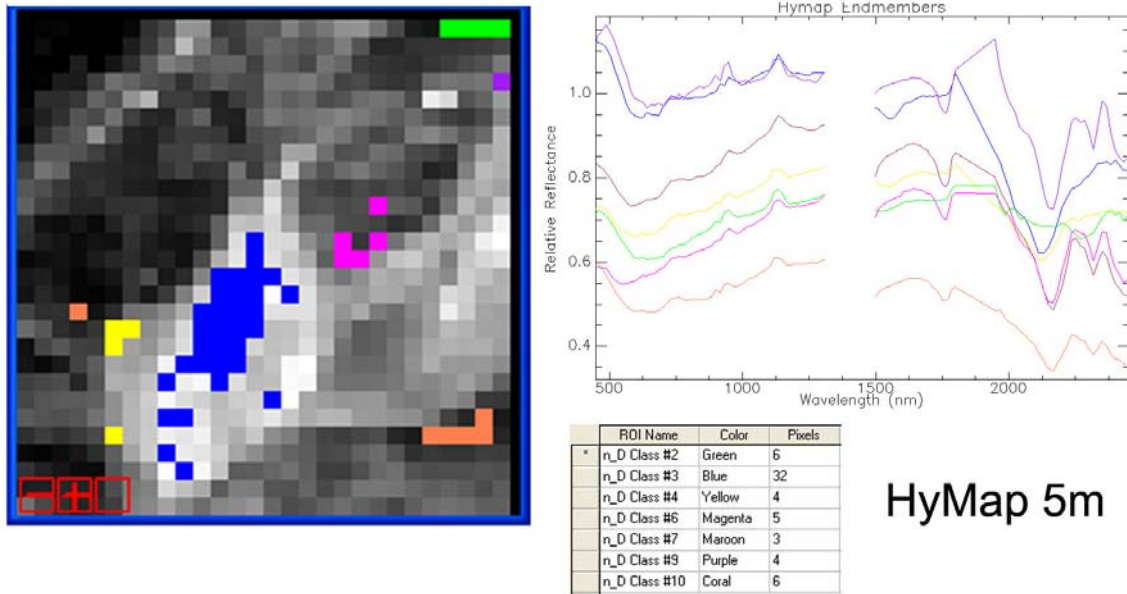 Hymap Endmembers
Relative Reflectance
1.0
0.8
0.6
0.4
500 1000 1500 2000
Wavelength (nm)
ROI Name Color Pixels
* n_D Class #2 Green 6
n_D Class #3 Blue 32
n_D Class #4 Yellow 4
n_D Class #6 Magenta 5
n_D Class #7 Maroon 3
n_D Class #9 Purple 4
n_D Class #10 Coral 6
HyMap 5m